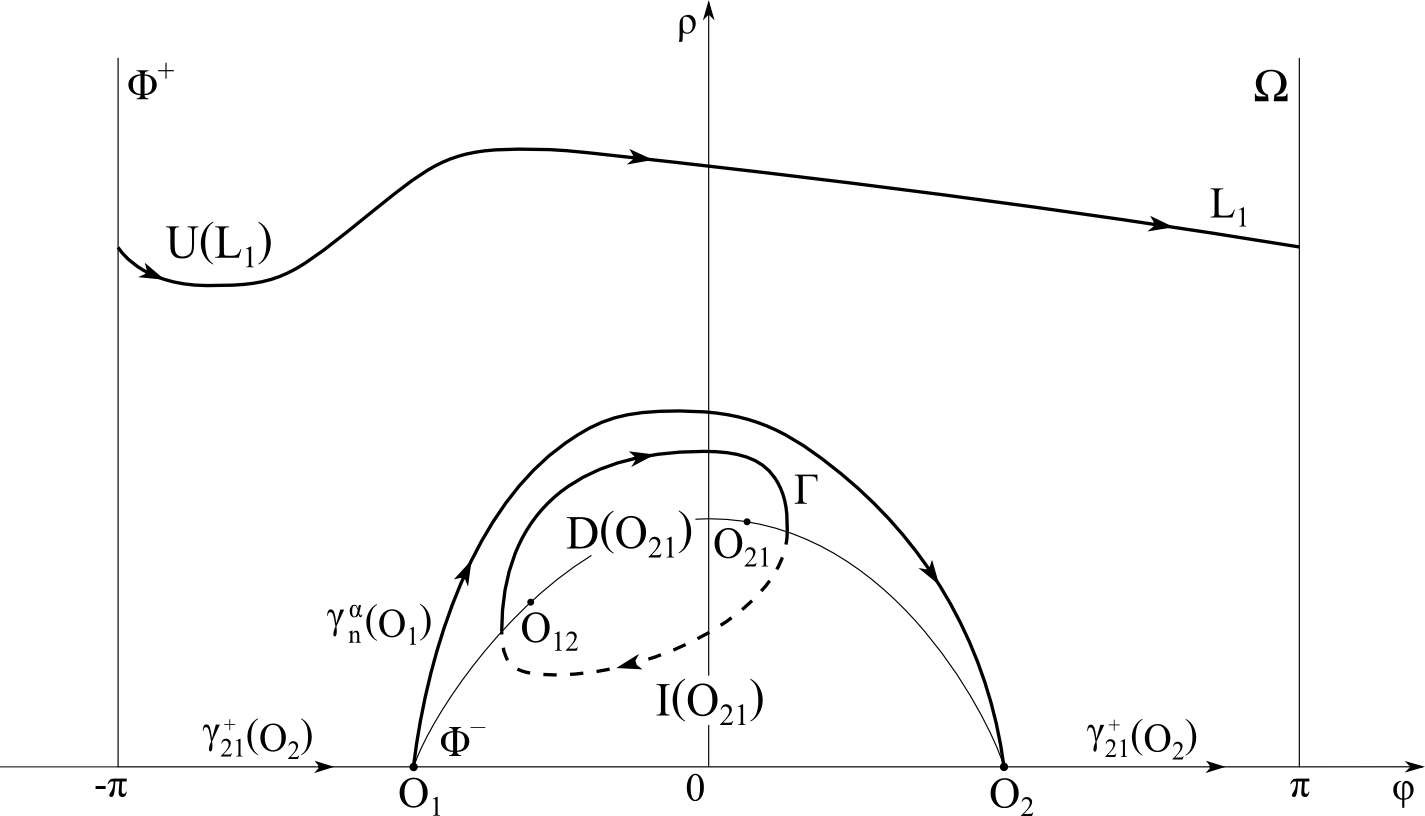 ρ
Φ⁺
Ω
U(L₁)
L₁
Γ
D(O₂₁)
O₂₁
γₙᵅ(O₁)
O₁₂
I(O₂₁)
γ₂₁⁺(O₂)
Φ⁻
γ₂₁⁺(O₂)
-π
O₁
0
O₂
π
φ